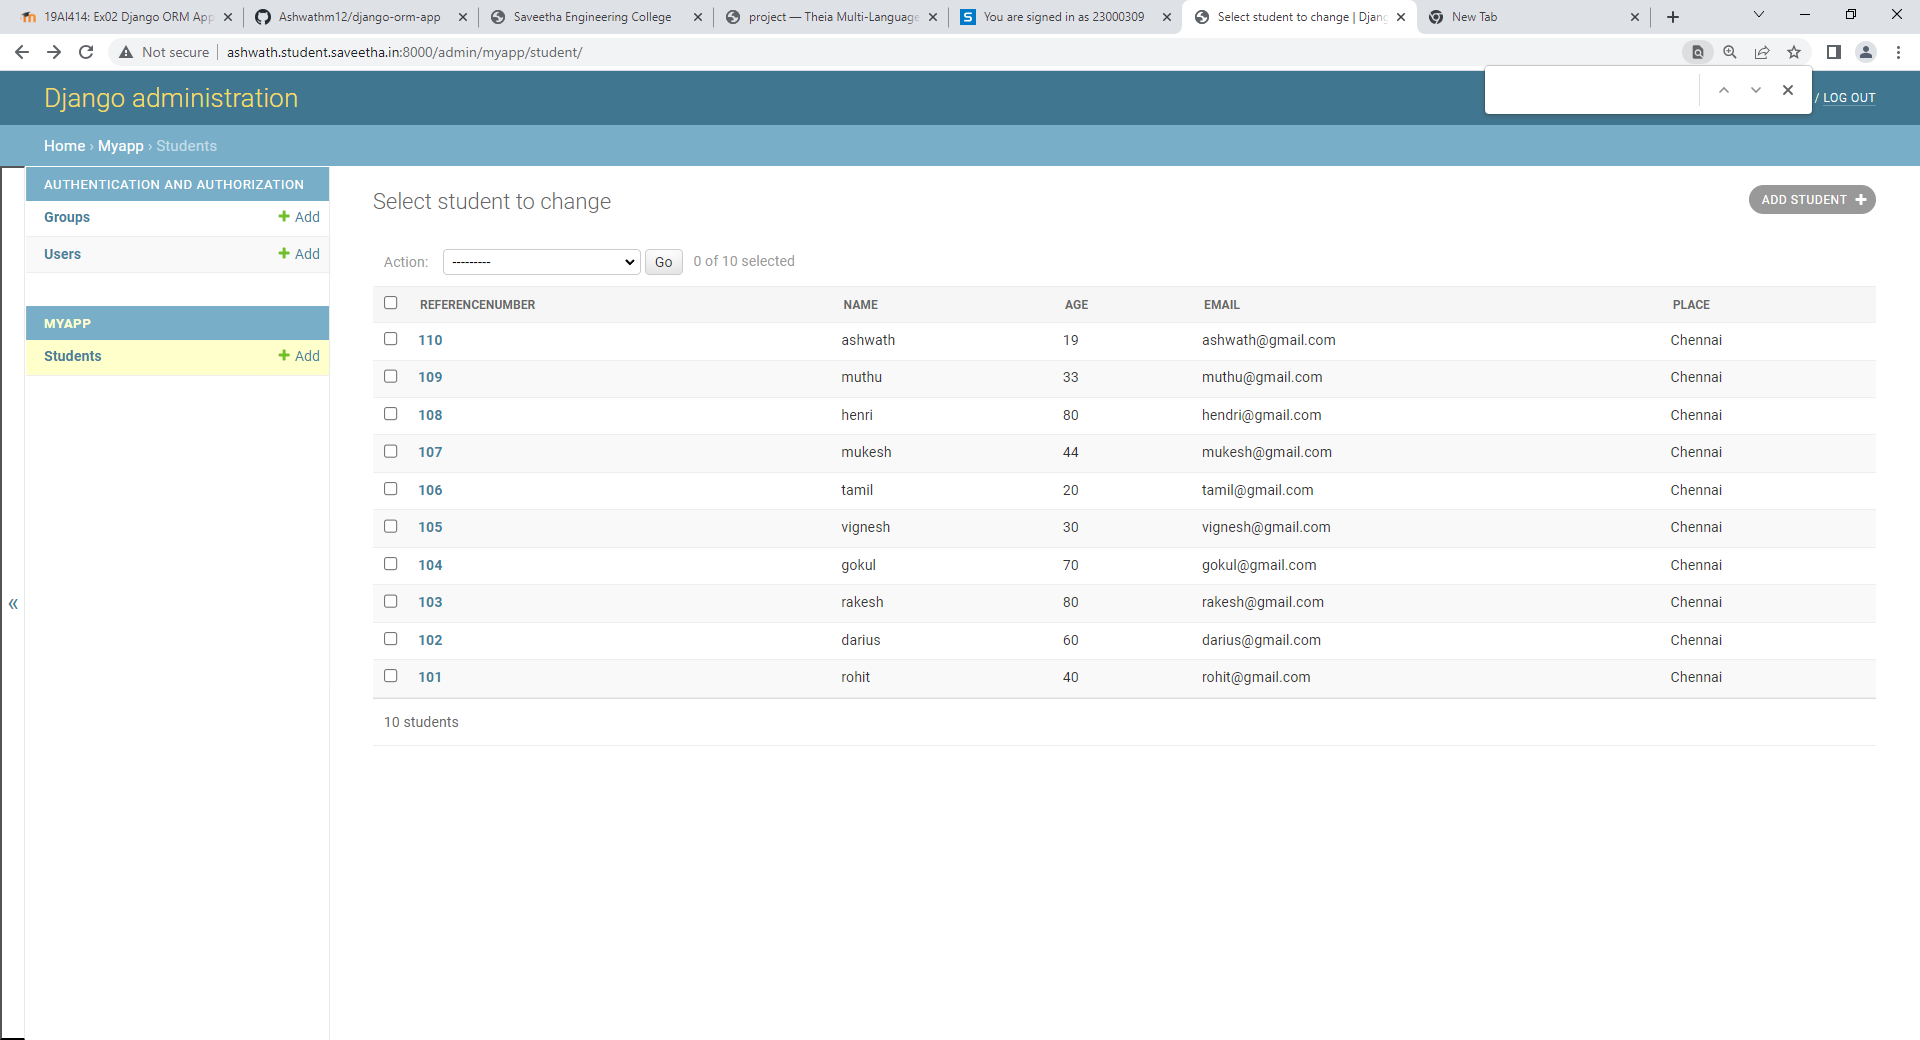 19AI414: Ex02 Django ORM App
Ashwathm12/django-orm-app
Saveetha Engineering College
project — Theia Multi-Language
You are signed in as 23000309
Select student to change | Djang
New Tab
Not secure
ashwath.student.saveetha.in:8000/admin/myapp/student/
Django administration
/ LOG OUT
Home › Myapp › Students
AUTHENTICATION AND AUTHORIZATION
Groups + Add
Users + Add
MYAPP
Students + Add
«
Select student to change
ADD STUDENT +
Action: --------- Go 0 of 10 selected
REFERENCENUMBER NAME AGE EMAIL PLACE
110 ashwath 19 ashwath@gmail.com Chennai
109 muthu 33 muthu@gmail.com Chennai
108 henri 80 hendri@gmail.com Chennai
107 mukesh 44 mukesh@gmail.com Chennai
106 tamil 20 tamil@gmail.com Chennai
105 vignesh 30 vignesh@gmail.com Chennai
104 gokul 70 gokul@gmail.com Chennai
103 rakesh 80 rakesh@gmail.com Chennai
102 darius 60 darius@gmail.com Chennai
101 rohit 40 rohit@gmail.com Chennai
10 students